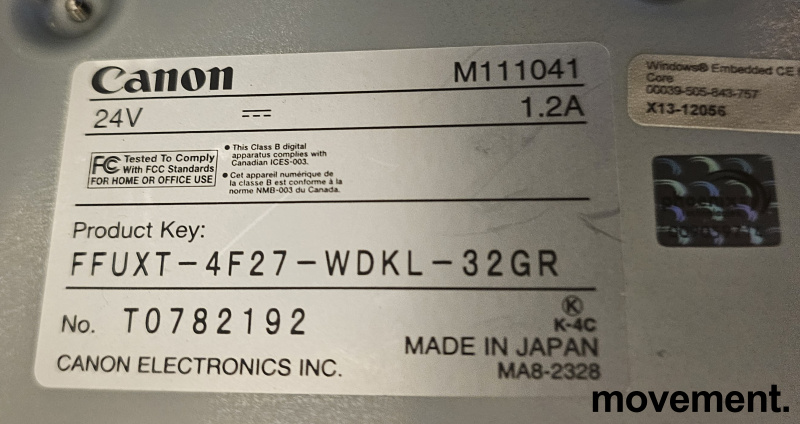 Canon M111041
24V 1.2A
FC Tested To Comply
With FCC Standards
FOR HOME OR OFFICE USE
• This Class B digital
apparatus complies with
Canadian ICES-003.
• Cet appareil numérique de
la classe B est conforme à la
norme NMB-003 du Canada.
Product Key:
FFUXT-4F27-WDKL-32GR
No. T0782192
K
K-4C
MADE IN JAPAN
CANON ELECTRONICS INC.
MA8-2328
Windows® Embedded CE
Core
00039-505-843-757
X13-12056
movement.